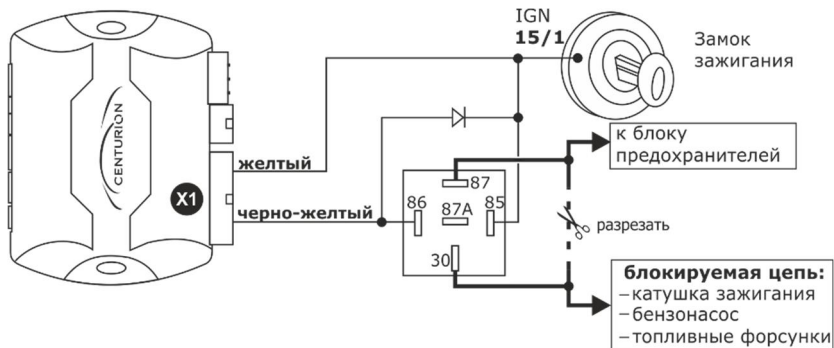 IGN
15/1
Замок
зажигания
CENTURION
к блоку
предохранителей
желтый
X1
87
86
87A
85
черно-желтый
разрезать
30
блокируемая цепь:
–катушка зажигания
–бензонасос
–топливные форсунки